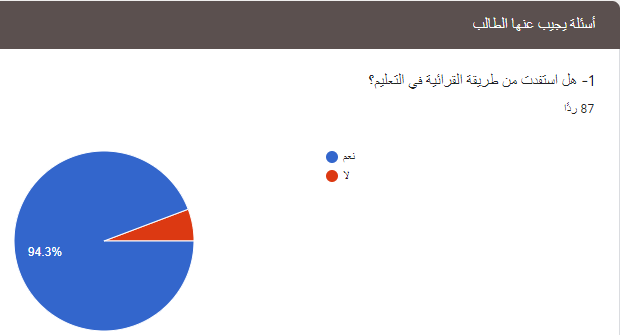 أسئلة يجيب عنها الطالب
1- هل استفدت من طريقة القرائية في التعليم؟
87 ردًا
نعم
لا
94.3%